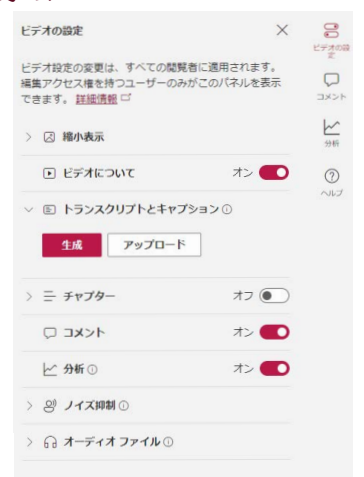 ビデオの設定
ビデオ設定の変更は、すべての閲覧者に適用されます。
編集アクセス権を持つユーザーのみがこのパネルを表示
できます。 詳細情報
縮小表示
ビデオについて オン
トランスクリプトとキャプション
生成 アップロード
チャプター オフ
コメント オン
分析 オン
ノイズ抑制
オーディオ ファイル
ビデオの設
定
コメント
分析
ヘルプ